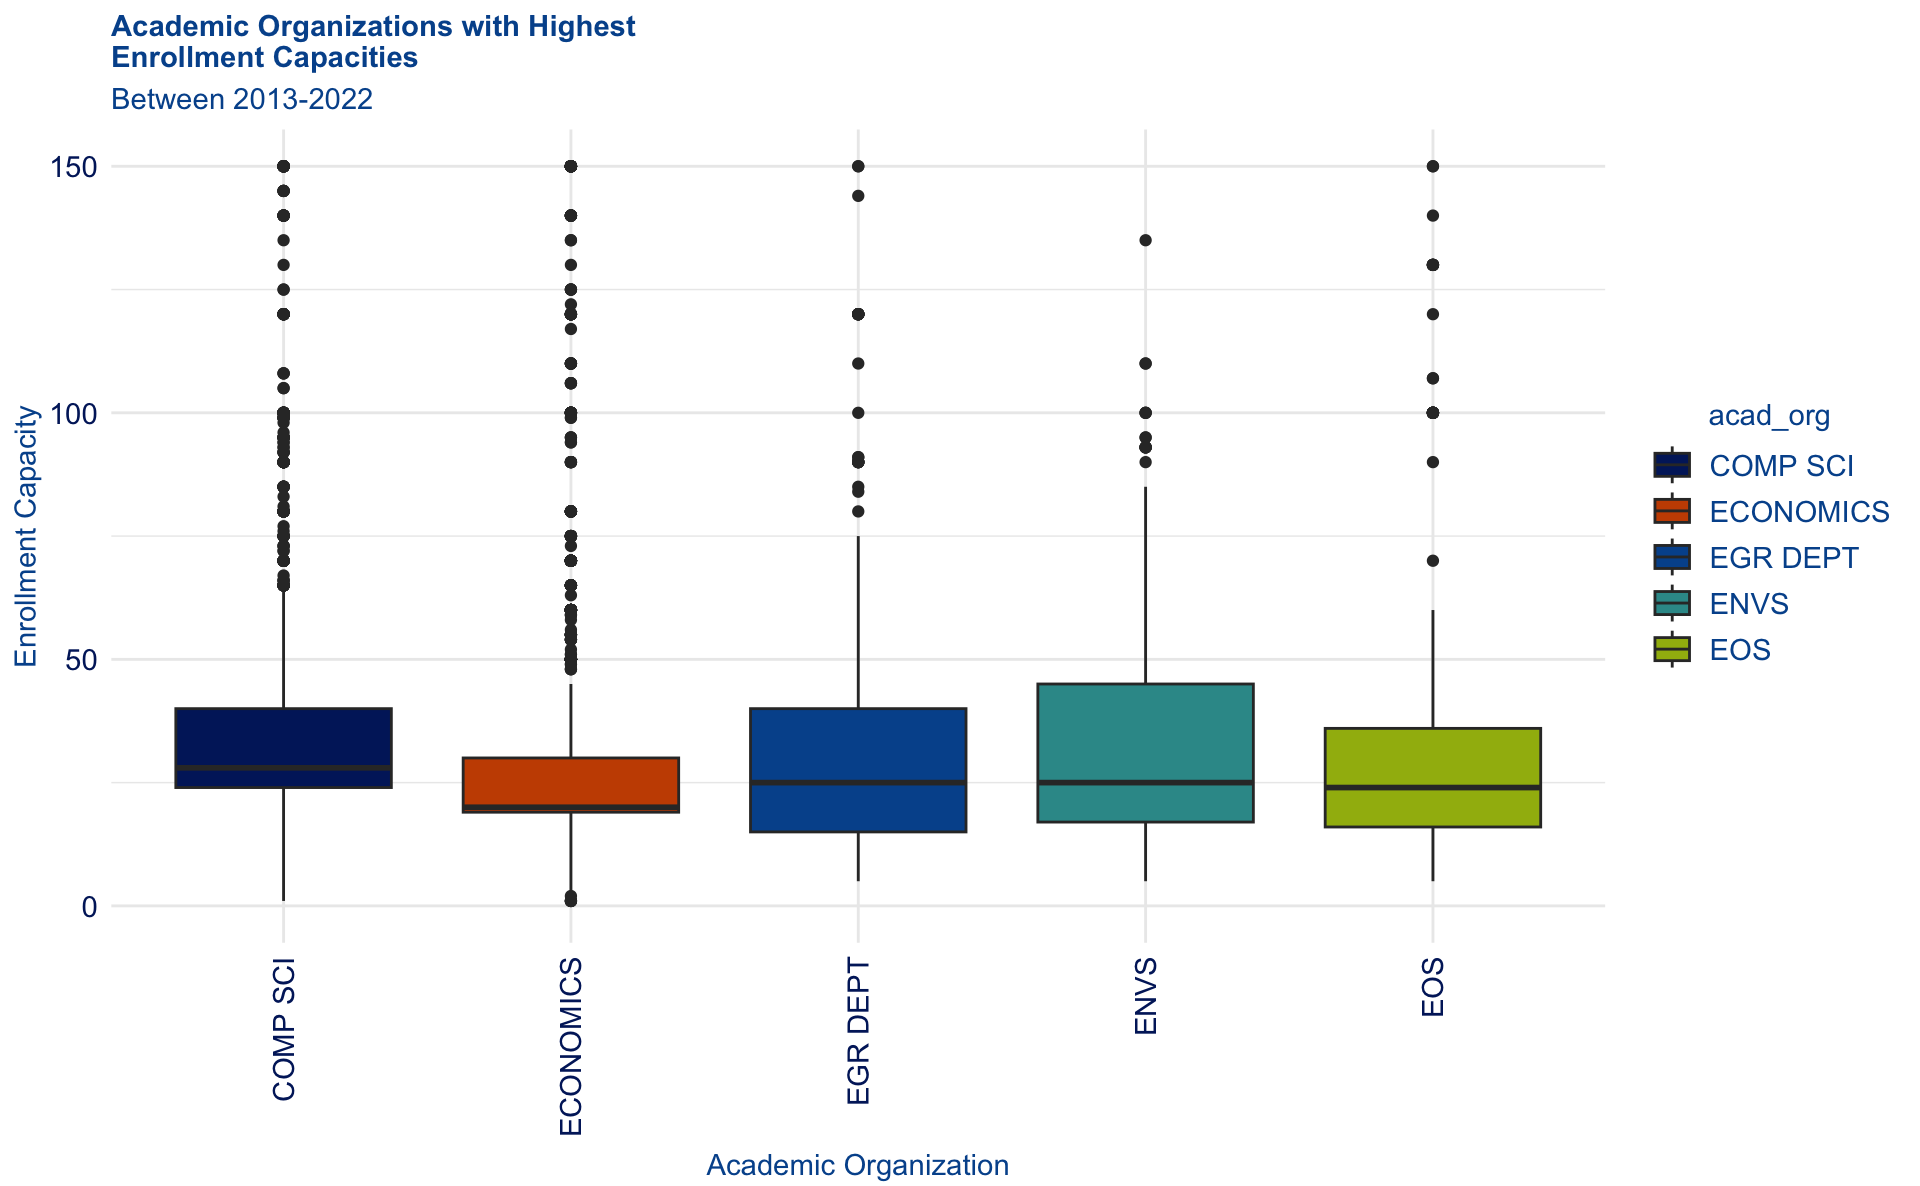 Academic Organizations with Highest
Enrollment Capacities
Between 2013-2022
Enrollment Capacity
150
100
50
0
COMP SCI
ECONOMICS
EGR DEPT
ENVS
EOS
Academic Organization
acad_org
COMP SCI
ECONOMICS
EGR DEPT
ENVS
EOS